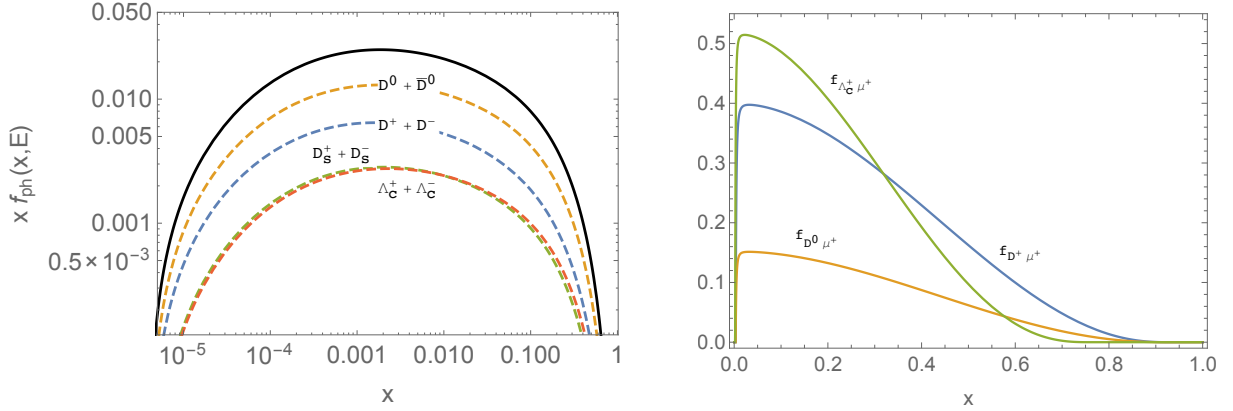 0.050
0.010
0.005
0.001
0.5×10⁻³
x f_ph(x,E)
D⁰ + D̅⁰
D⁺ + D⁻
D_S⁺ + D_S⁻
Λ_C⁺ + Λ_C⁻
10⁻⁵ 10⁻⁴ 0.001 0.010 0.100 1
x
0.5
0.4
0.3
0.2
0.1
0.0
f_Λ_C⁺ μ⁺
f_D⁰ μ⁺
f_D⁺ μ⁺
0.0 0.2 0.4 0.6 0.8 1.0
x